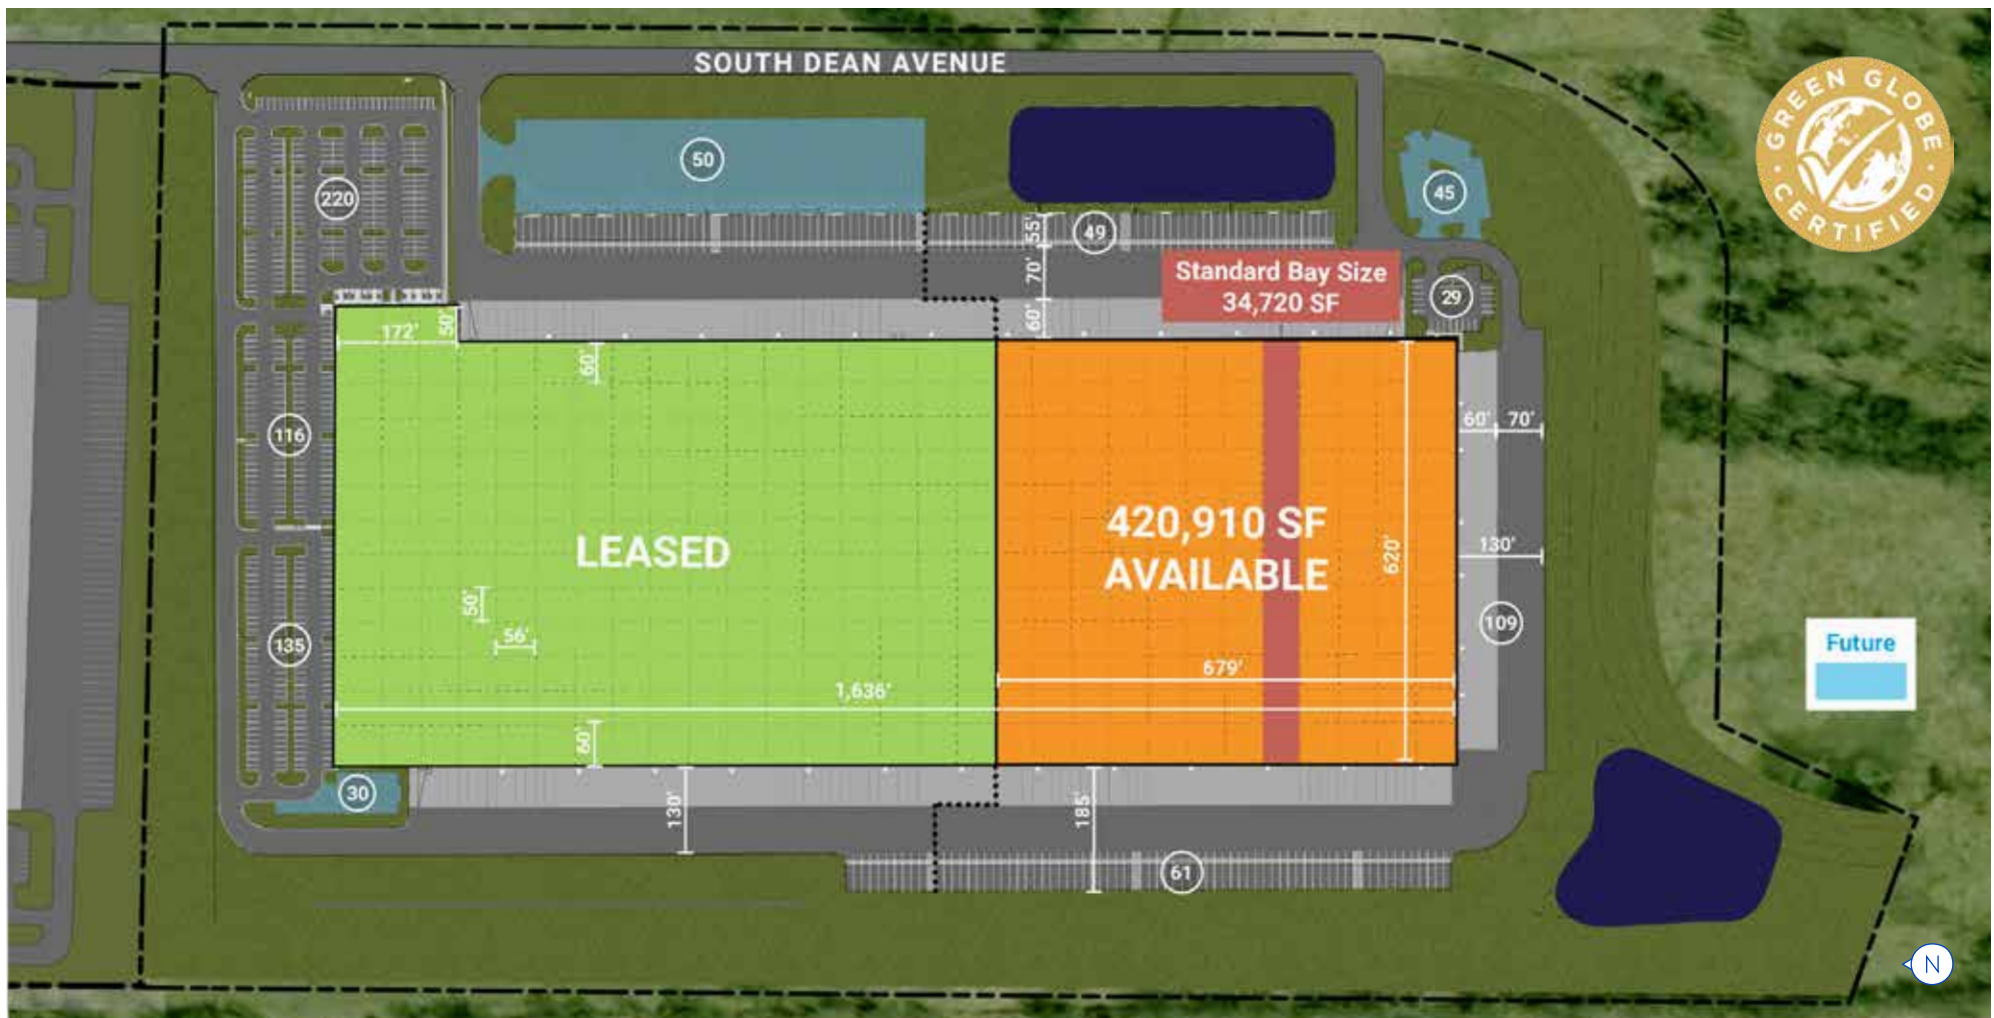 SOUTH DEAN AVENUE
GREEN GLOBE
CERTIFIED
50
45
220
55'
49
70'
60'
Standard Bay Size
34,720 SF
29
172'
50'
60'
60'
70'
116
420,910 SF
AVAILABLE
LEASED
620'
130'
50'
56'
135
109
Future
679'
1,636'
60'
30
130'
185'
61
N